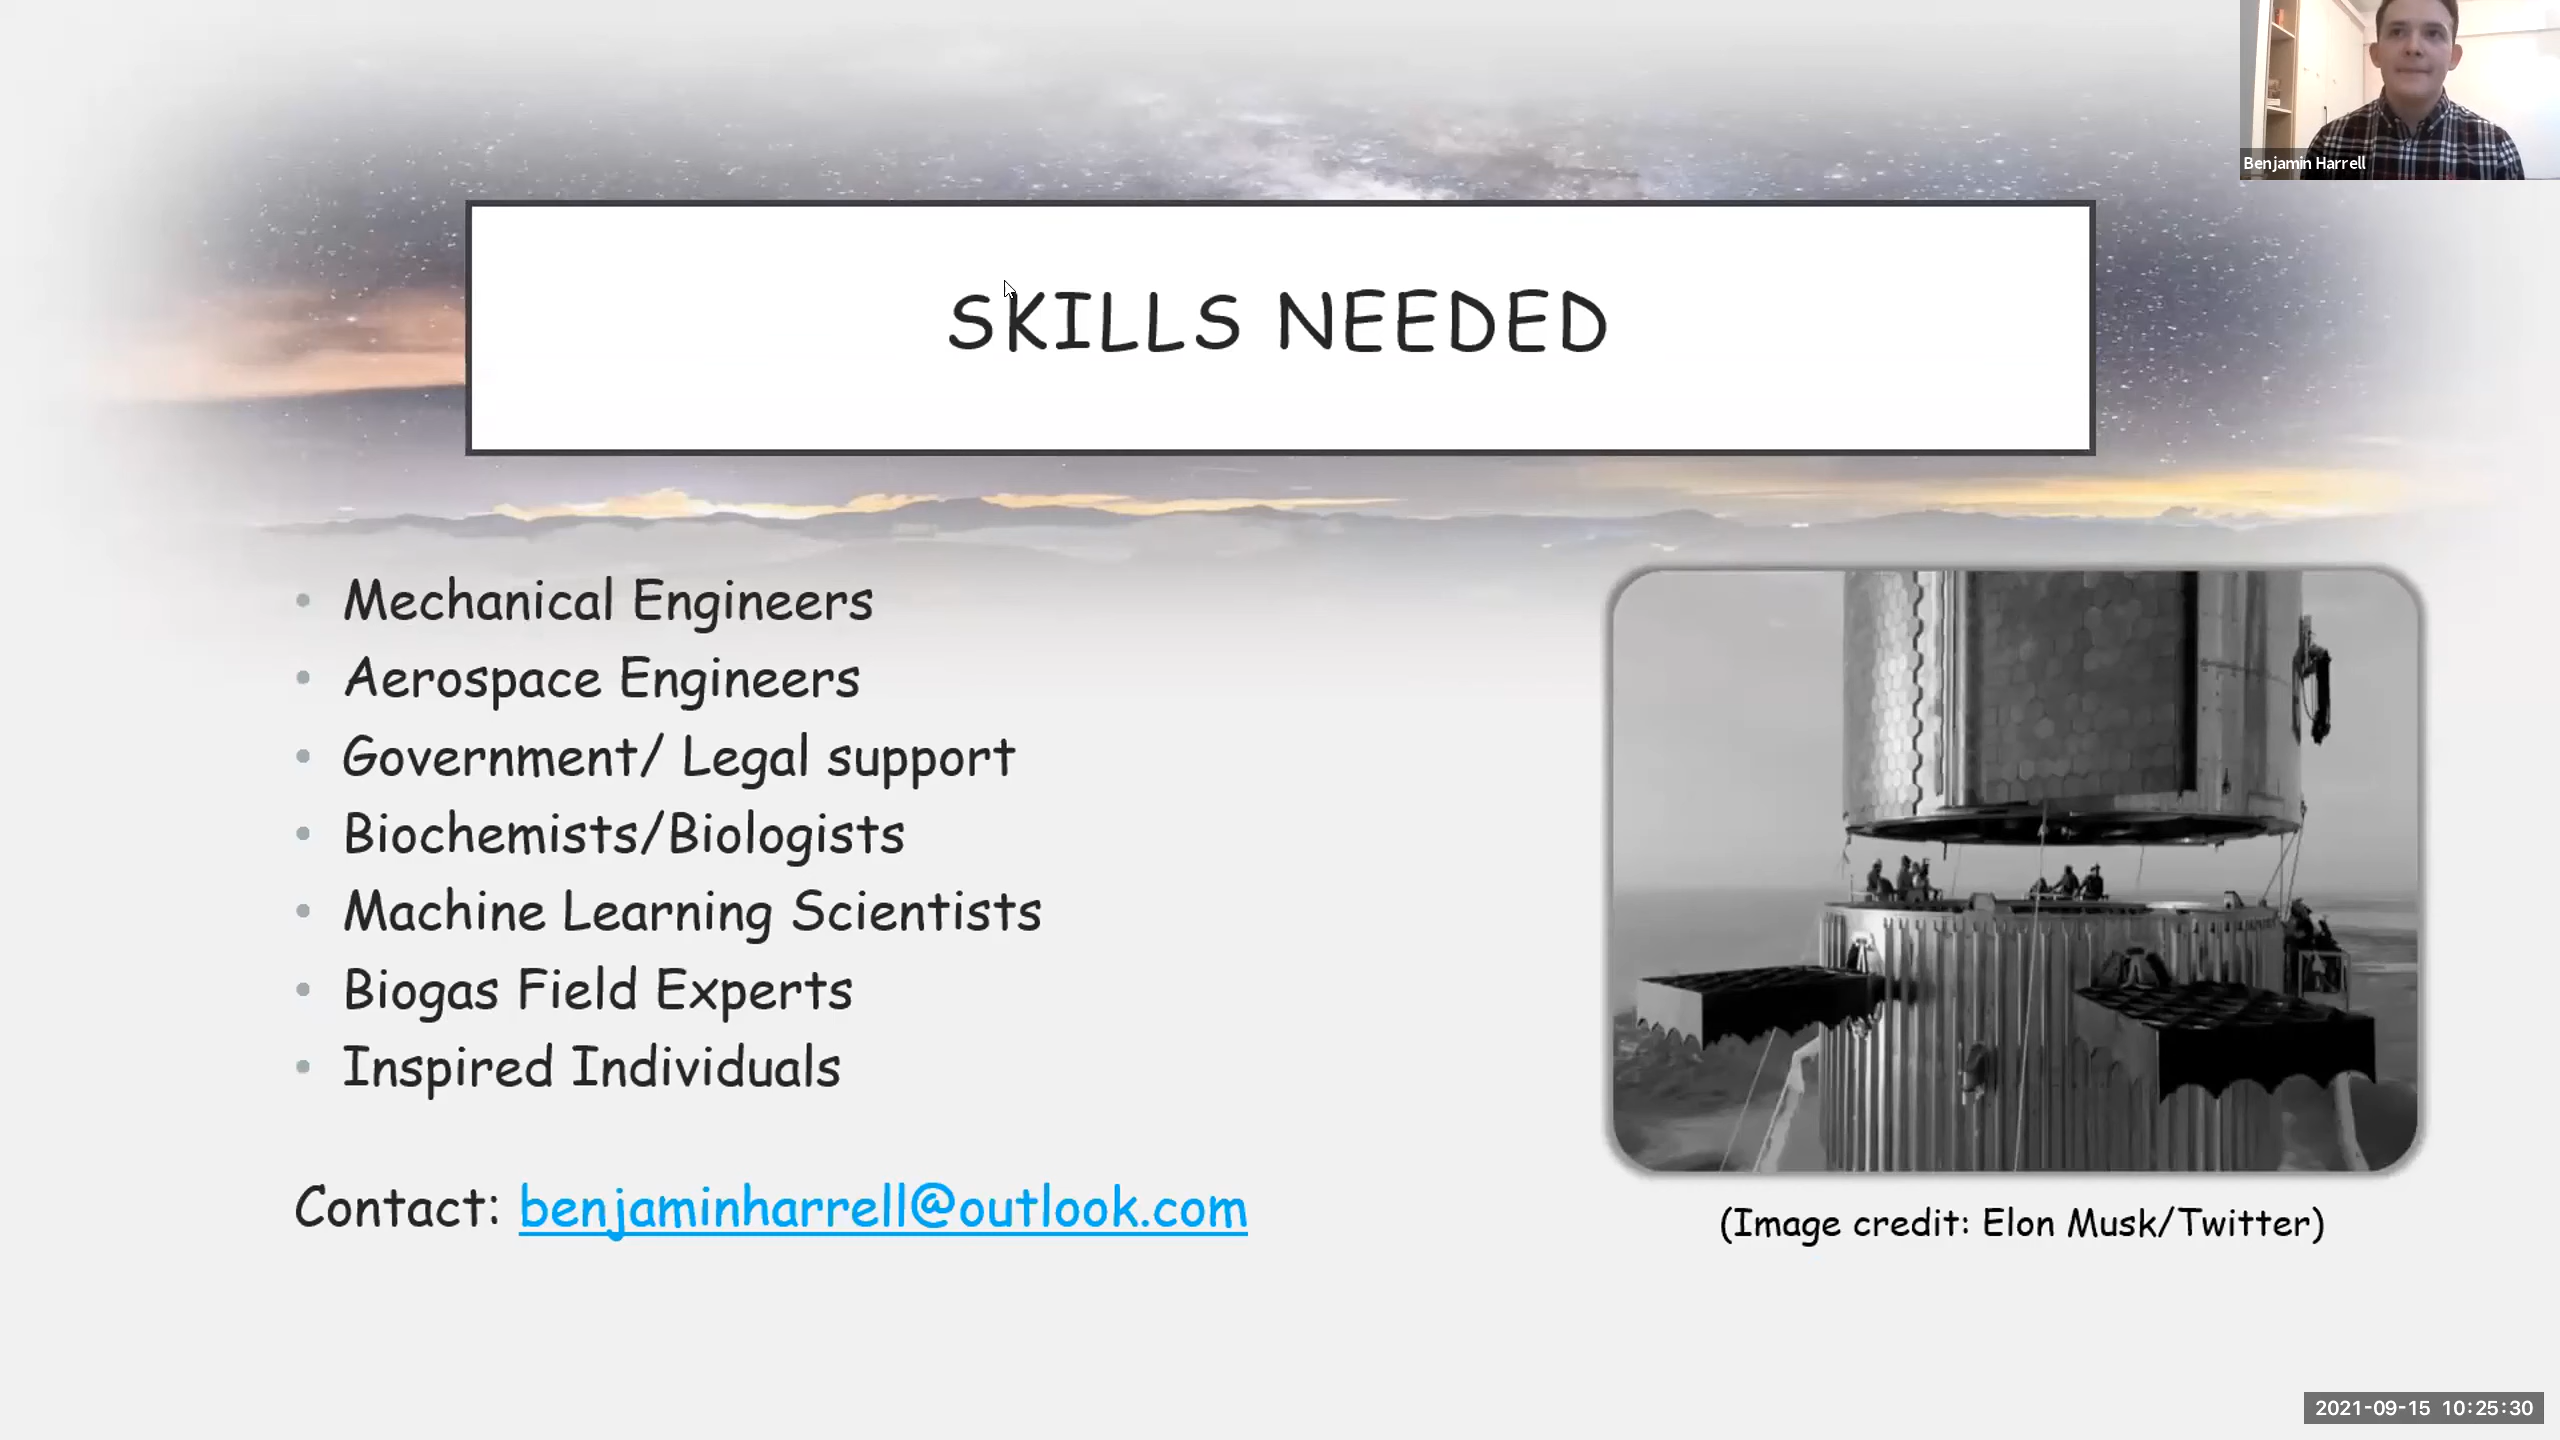 Benjamin Harrell
SKILLS NEEDED
Mechanical Engineers
Aerospace Engineers
Government/ Legal support
Biochemists/Biologists
Machine Learning Scientists
Biogas Field Experts
Inspired Individuals
Contact: benjaminharrell@outlook.com
(Image credit: Elon Musk/Twitter)
2021-09-15 10:25:30